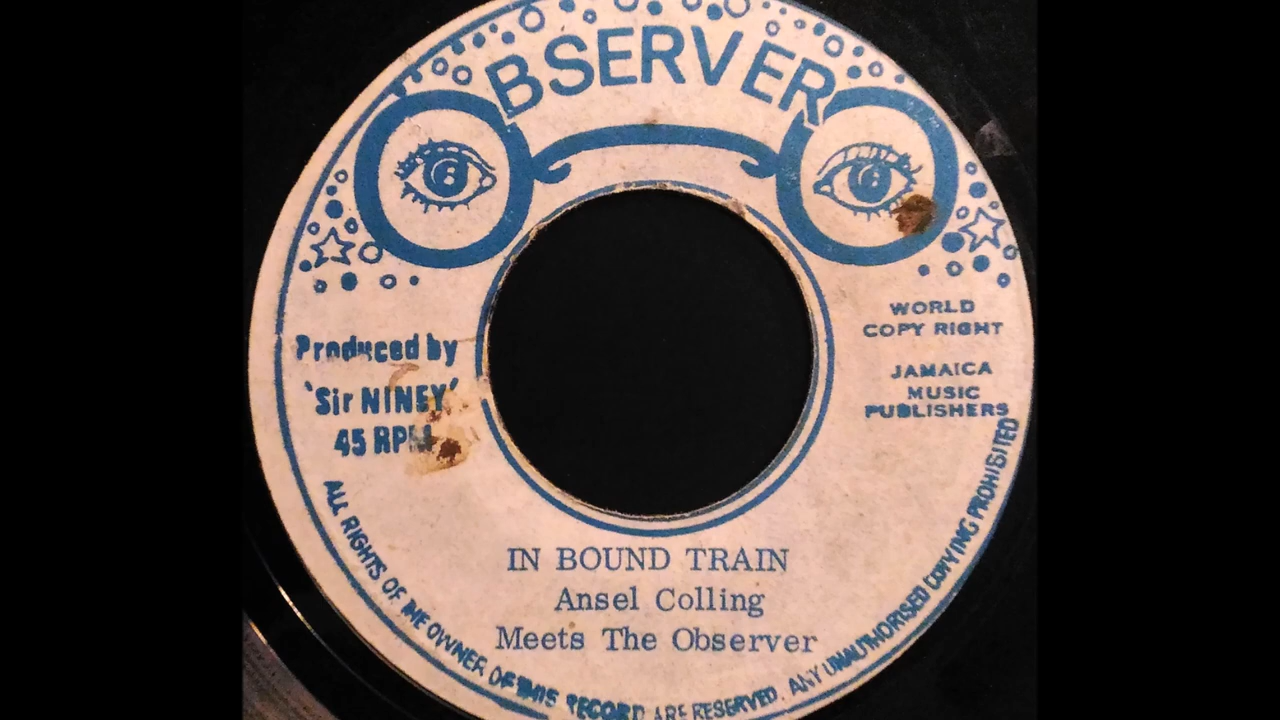 OBSERVER
Produced by
'Sir NINEY'
45 RPM
WORLD
COPY RIGHT
JAMAICA
MUSIC
PUBLISHERS
IN BOUND TRAIN
Ansel Colling
Meets The Observer
ALL RIGHTS OF THE OWNER OF THIS RECORD ARE RESERVED. ANY UNAUTHORISED COPYING PROHIBITED